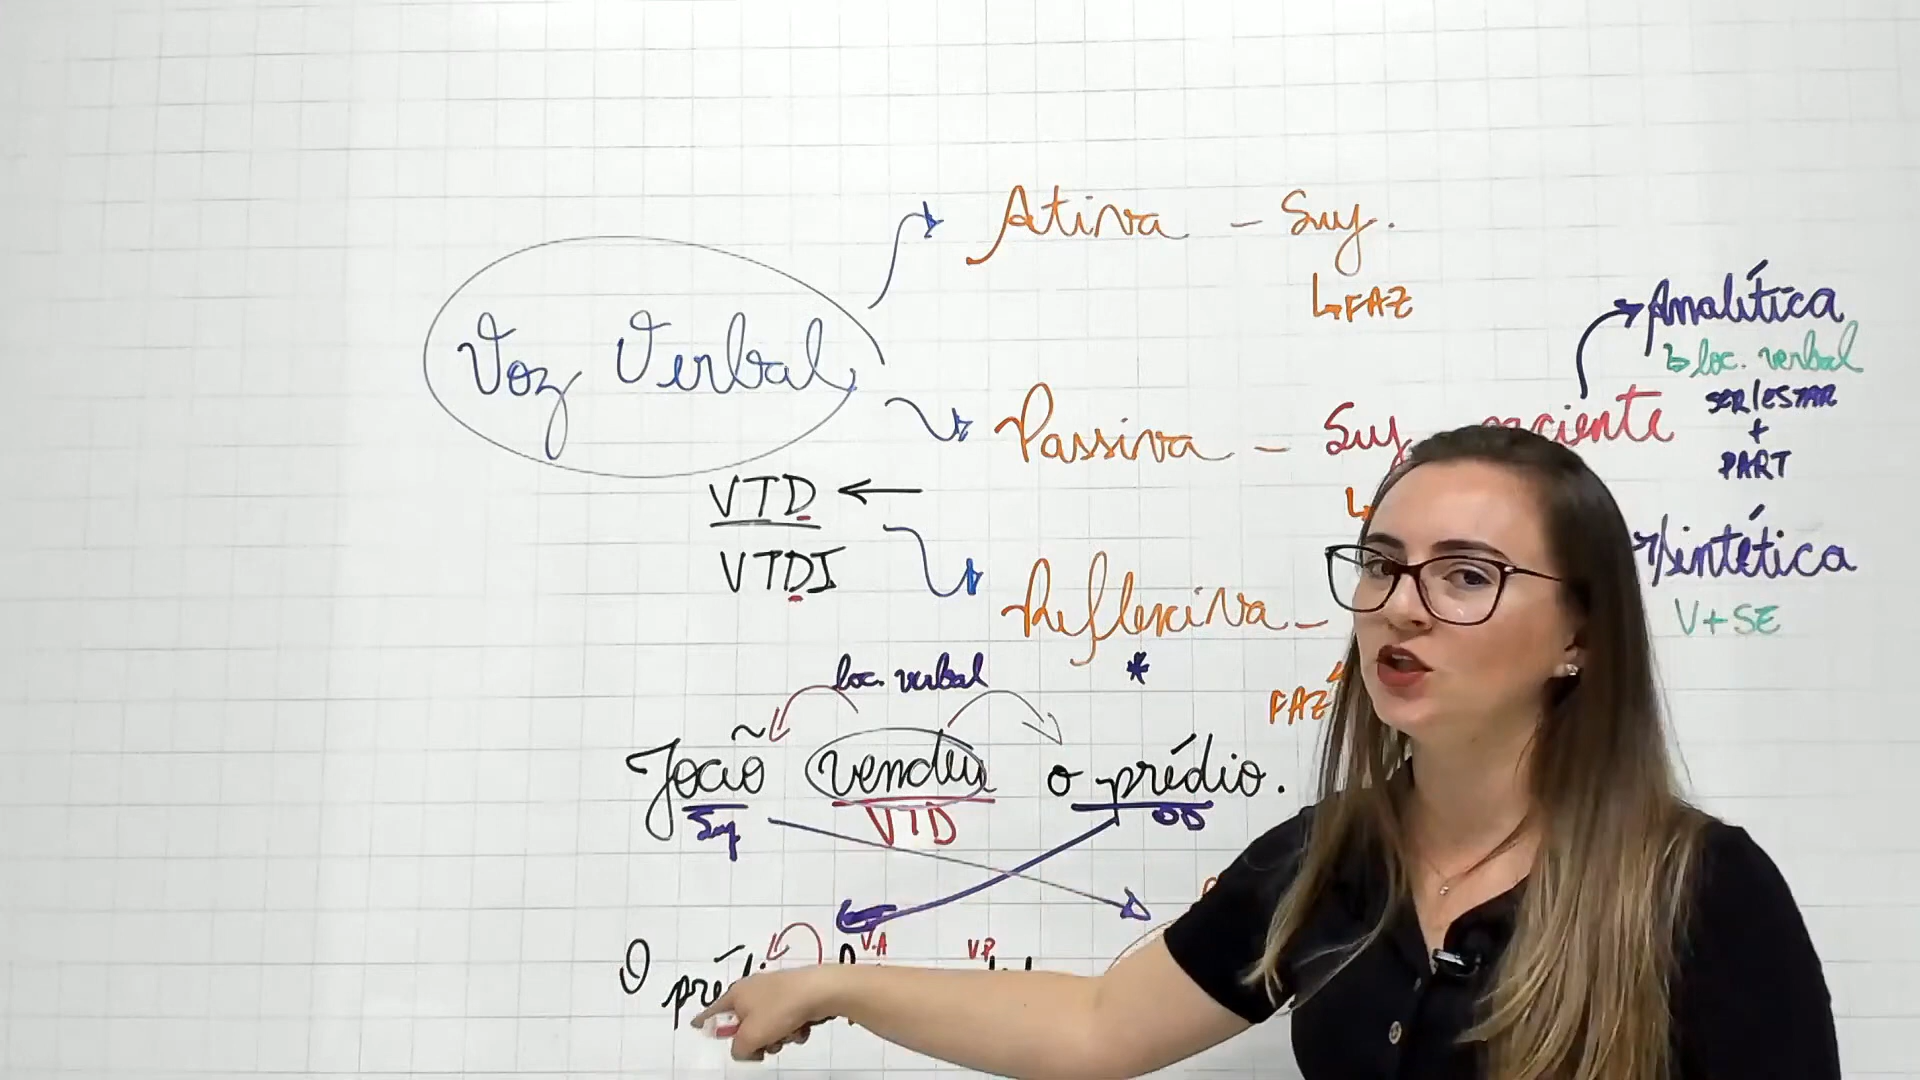 Ativa - Suj.
↳ FAZ
Analítica
↳ loc. verbal
SER/ESTAR
+
PART
Voz Verbal
Passiva - Suj.
VTD ←
Sintética
V + SE
VTDI
Reflexiva -
*
FAZ
loc. verbal
João vendeu o prédio.
Suj. VTD OD
V.A V.P
O